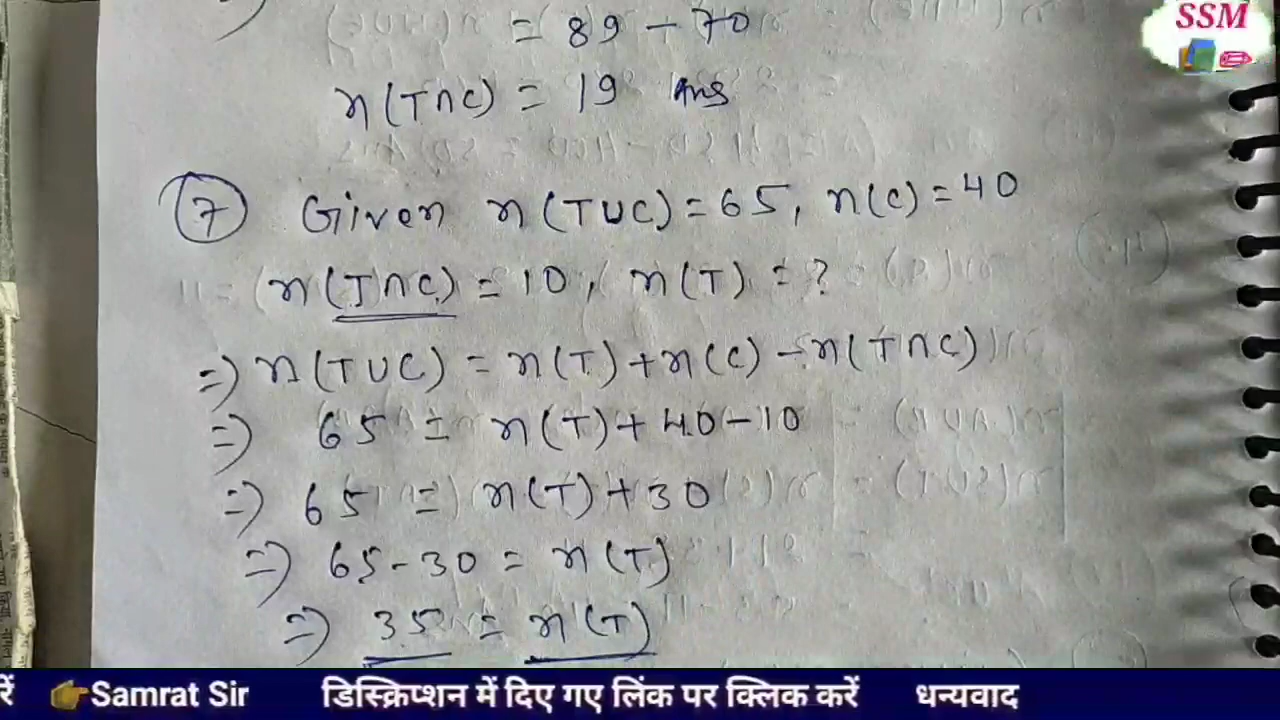 SSM
= 89 - 70
n(T∩C) = 19 Ans
7 Given n(T∪C) = 65, n(C) = 40
n(T∩C) = 10, n(T) = ?
=) n(T∪C) = n(T) + n(C) - n(T∩C)
=) 65 = n(T) + 40 - 10
=) 65 = n(T) + 30
=) 65 - 30 = n(T)
=) 35 = n(T)
रें 👉Samrat Sir डिस्क्रिप्शन में दिए गए लिंक पर क्लिक करें धन्यवाद